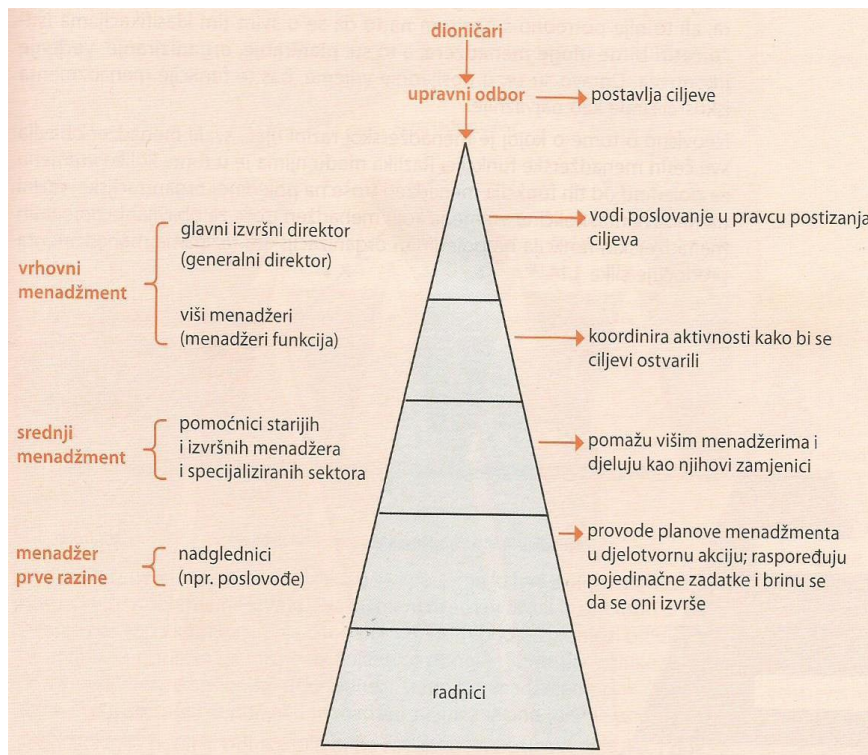 dioničari
upravni odbor
postavlja ciljeve
glavni izvršni direktor
(generalni direktor)
vrhovni
menadžment
viši menadžeri
(menadžeri funkcija)
vodi poslovanje u pravcu postizanja
ciljeva
koordinira aktivnosti kako bi se
ciljevi ostvarili
srednji
menadžment
pomoćnici starijih
i izvršnih menadžera
i specijaliziranih sektora
pomažu višim menadžerima i
djeluju kao njihovi zamjenici
menadžer
prve razine
nadglednici
(npr. poslovođe)
provode planove menadžmenta
u djelotvornu akciju; raspoređuju
pojedinačne zadatke i brinu se
da se oni izvrše
radnici